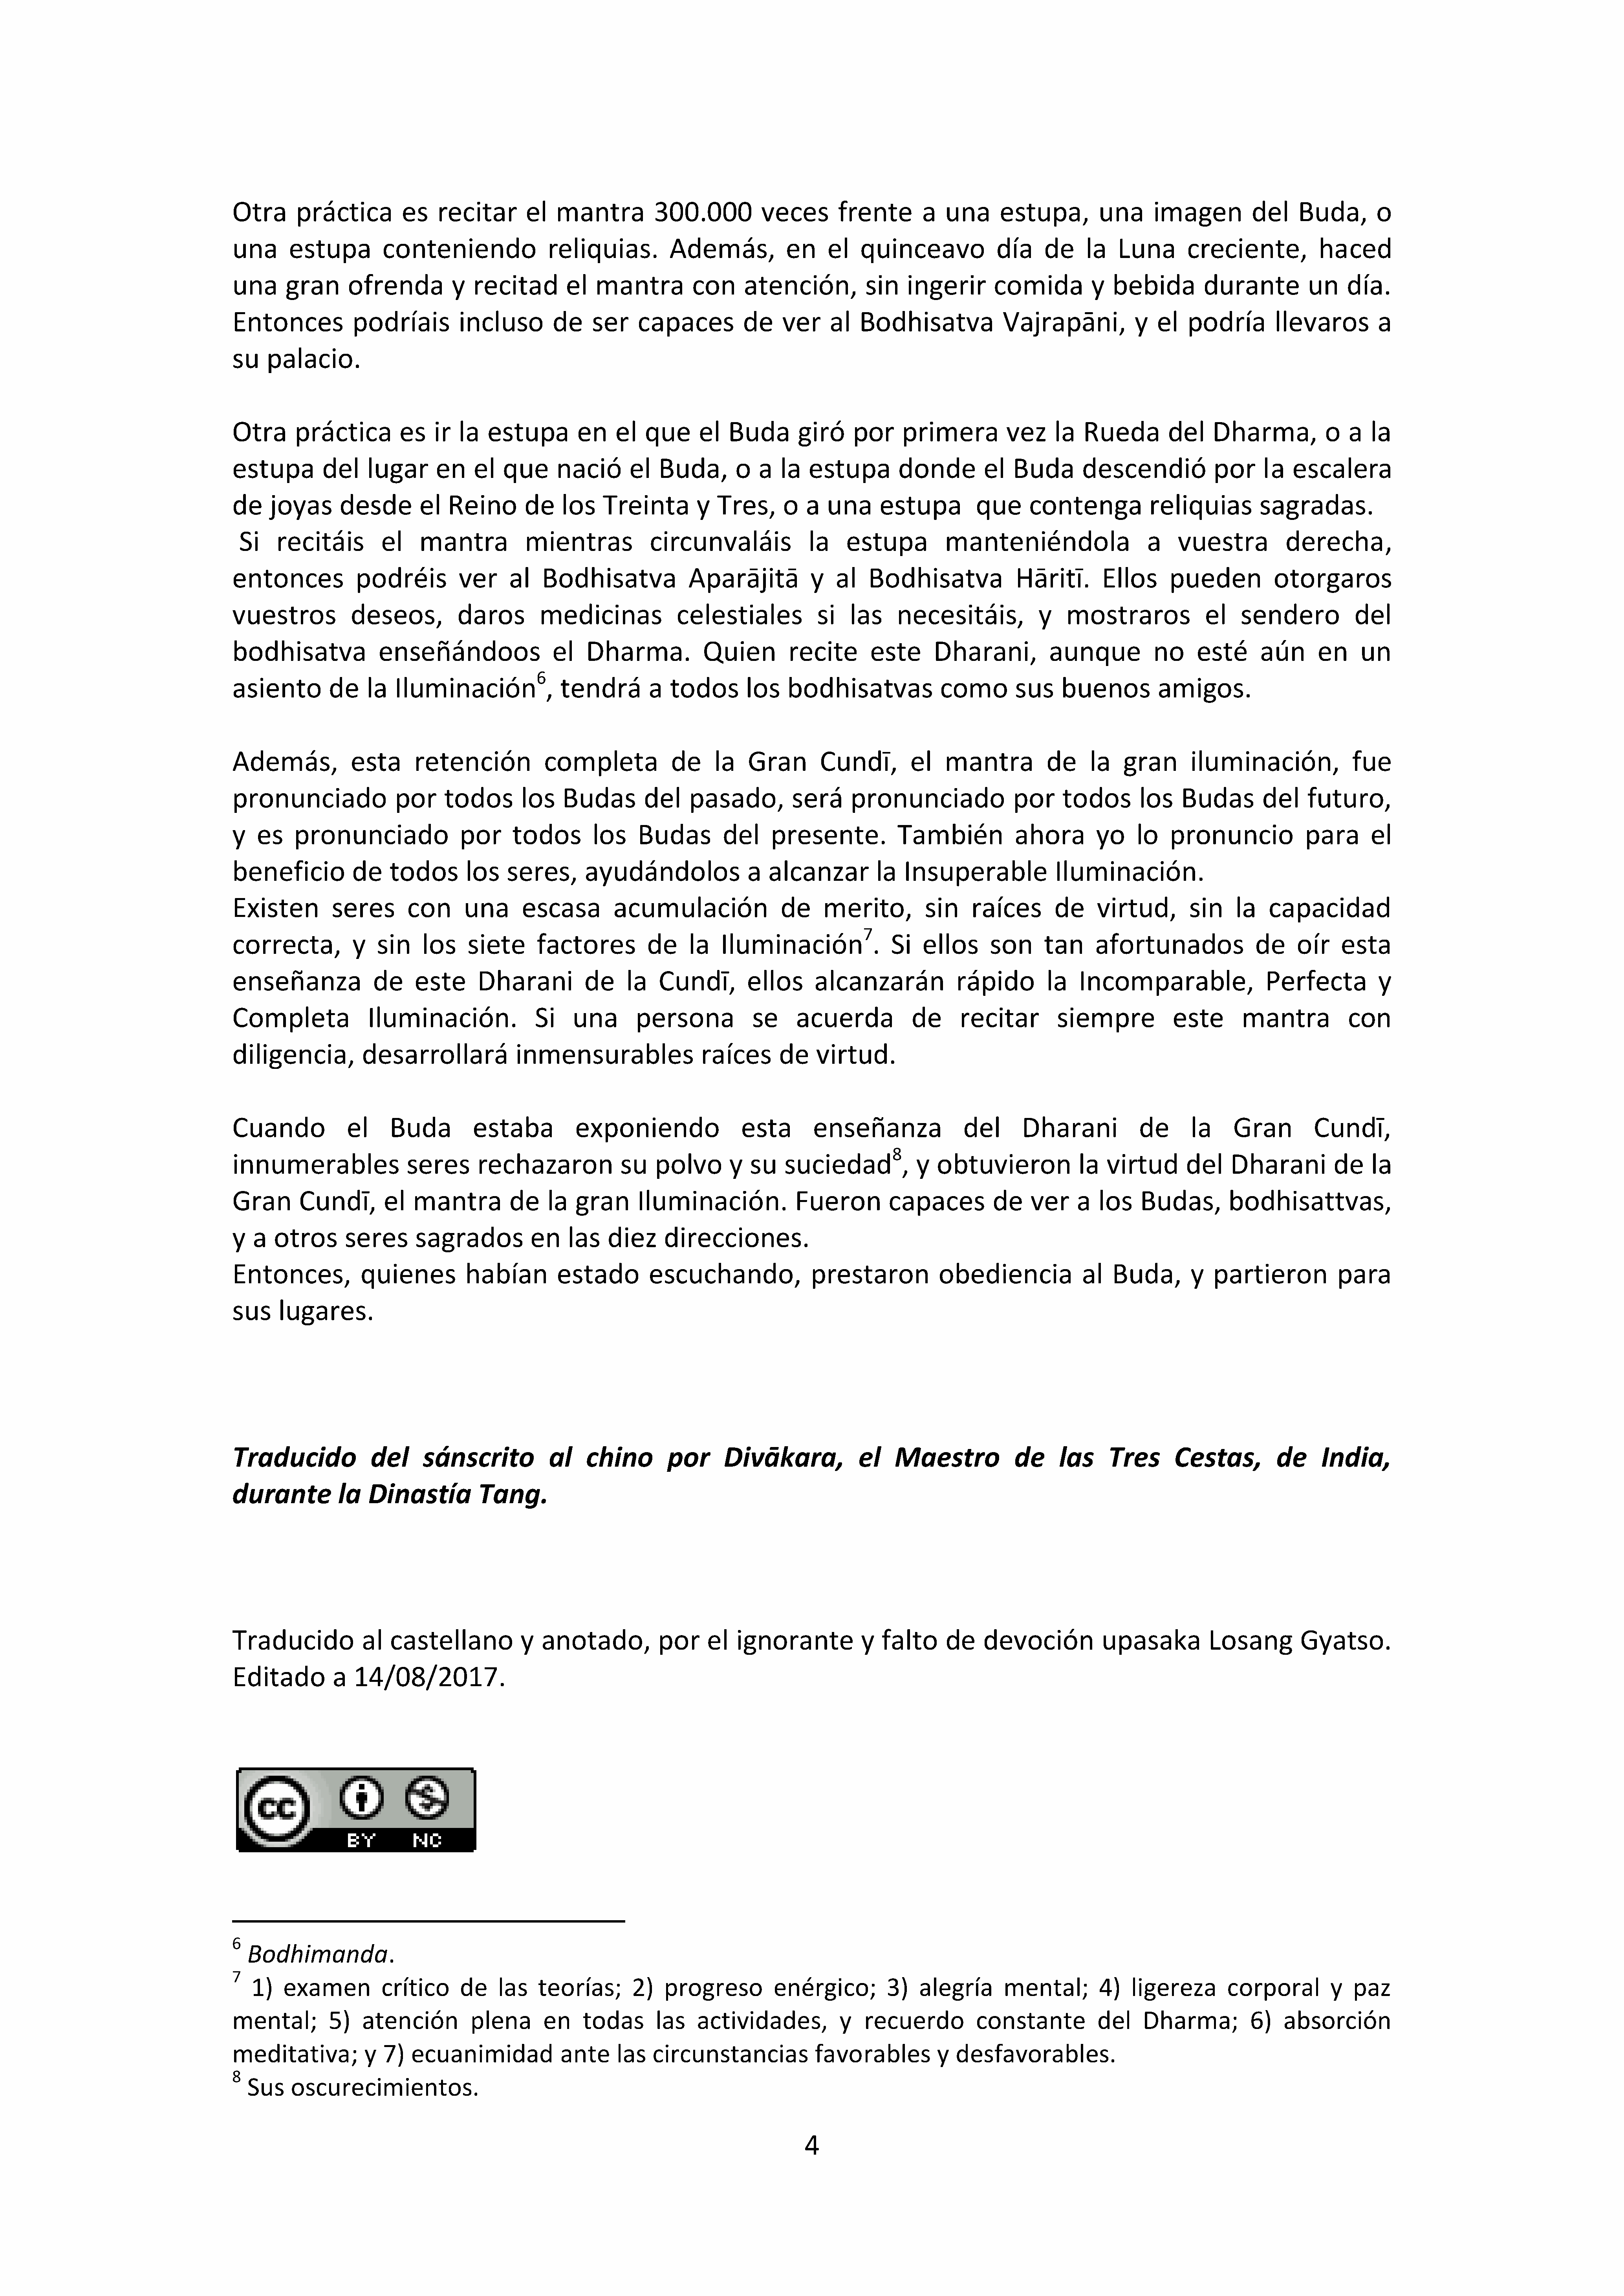 Otra práctica es recitar el mantra 300.000 veces frente a una estupa, una imagen del Buda, o
una estupa conteniendo reliquias. Además, en el quinceavo día de la Luna creciente, haced
una gran ofrenda y recitad el mantra con atención, sin ingerir comida y bebida durante un día.
Entonces podríais incluso de ser capaces de ver al Bodhisatva Vajrapāni, y el podría llevaros a
su palacio.
Otra práctica es ir la estupa en el que el Buda giró por primera vez la Rueda del Dharma, o a la
estupa del lugar en el que nació el Buda, o a la estupa donde el Buda descendió por la escalera
de joyas desde el Reino de los Treinta y Tres, o a una estupa  que contenga reliquias sagradas.
Si recitáis el mantra mientras circunvaláis la estupa manteniéndola a vuestra derecha,
entonces podréis ver al Bodhisatva Aparājitā y al Bodhisatva Hāritī. Ellos pueden otorgaros
vuestros deseos, daros medicinas celestiales si las necesitáis, y mostraros el sendero del
bodhisatva enseñándoos el Dharma. Quien recite este Dharani, aunque no esté aún en un
asiento de la Iluminación6, tendrá a todos los bodhisatvas como sus buenos amigos.
Además, esta retención completa de la Gran Cundī, el mantra de la gran iluminación, fue
pronunciado por todos los Budas del pasado, será pronunciado por todos los Budas del futuro,
y es pronunciado por todos los Budas del presente. También ahora yo lo pronuncio para el
beneficio de todos los seres, ayudándolos a alcanzar la Insuperable Iluminación.
Existen seres con una escasa acumulación de merito, sin raíces de virtud, sin la capacidad
correcta, y sin los siete factores de la Iluminación7. Si ellos son tan afortunados de oír esta
enseñanza de este Dharani de la Cundī, ellos alcanzarán rápido la Incomparable, Perfecta y
Completa Iluminación. Si una persona se acuerda de recitar siempre este mantra con
diligencia, desarrollará inmensurables raíces de virtud.
Cuando el Buda estaba exponiendo esta enseñanza del Dharani de la Gran Cundī,
innumerables seres rechazaron su polvo y su suciedad8, y obtuvieron la virtud del Dharani de la
Gran Cundī, el mantra de la gran Iluminación. Fueron capaces de ver a los Budas, bodhisattvas,
y a otros seres sagrados en las diez direcciones.
Entonces, quienes habían estado escuchando, prestaron obediencia al Buda, y partieron para
sus lugares.
Traducido del sánscrito al chino por Divākara, el Maestro de las Tres Cestas, de India,
durante la Dinastía Tang.
Traducido al castellano y anotado, por el ignorante y falto de devoción upasaka Losang Gyatso.
Editado a 14/08/2017.
CC BY NC
6 Bodhimanda.
7 1) examen crítico de las teorías; 2) progreso enérgico; 3) alegría mental; 4) ligereza corporal y paz
mental; 5) atención plena en todas las actividades, y recuerdo constante del Dharma; 6) absorción
meditativa; y 7) ecuanimidad ante las circunstancias favorables y desfavorables.
8 Sus oscurecimientos.
4